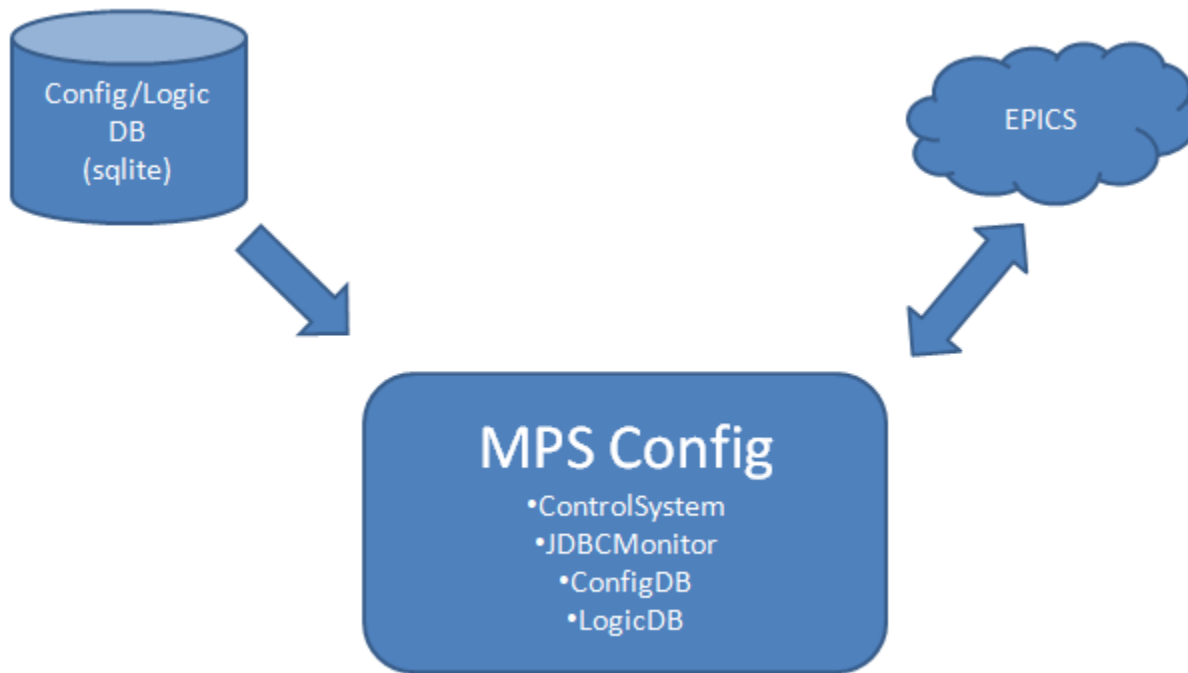 Config/Logic
DB
(sqlite)
EPICS
MPS Config
•ControlSystem
•JDBCMonitor
•ConfigDB
•LogicDB